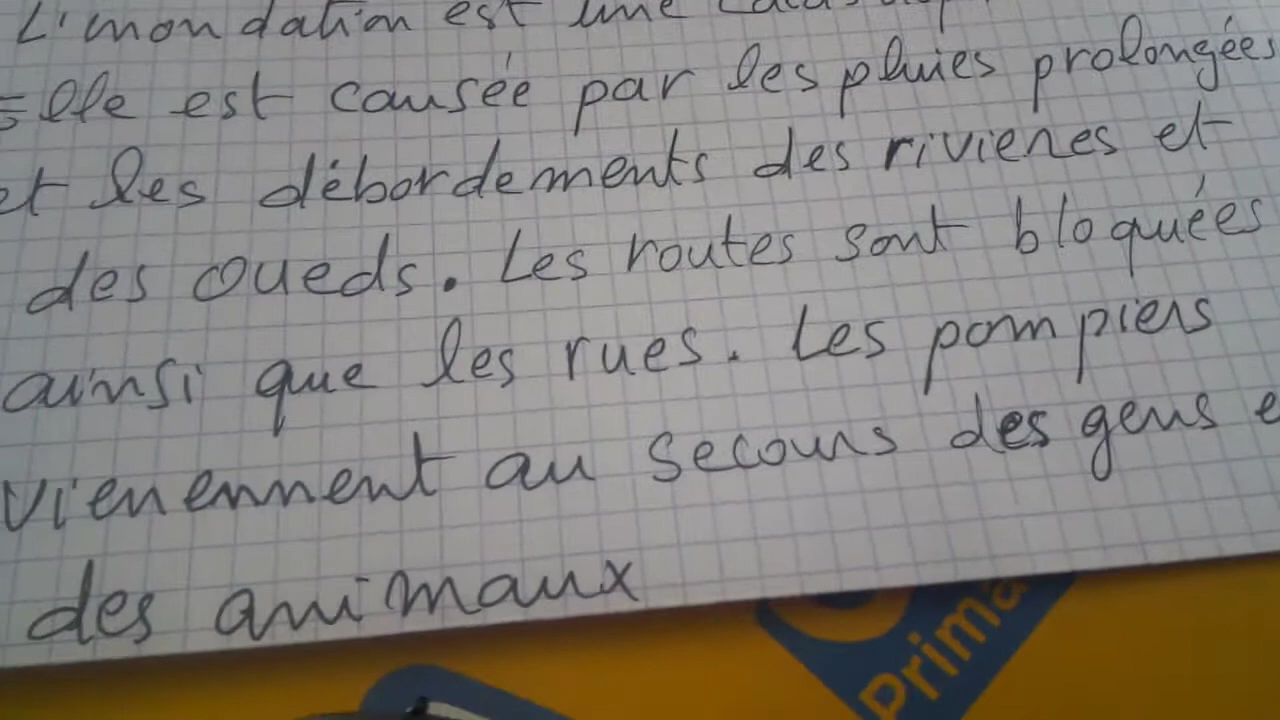 L'inondation est une
Elle est causée par les pluies prolongées
et les débordements des rivieres et
des oueds. Les routes sont bloquées
ainsi que les rues. Les pompiers
vienennent au secours des gens e
des animaux
Prima